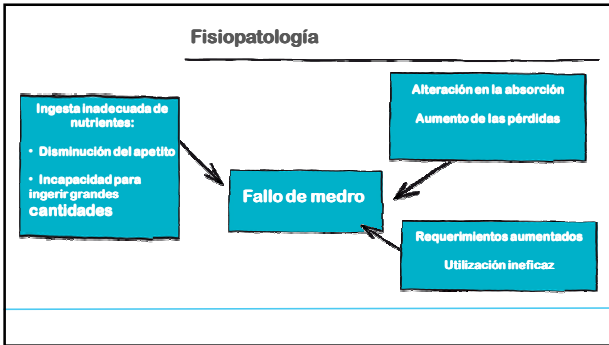 Fisiopatología
Ingesta inadecuada de
nutrientes:
• Disminución del apetito
• Incapacidad para
ingerir grandes
cantidades
Fallo de medro
Alteración en la absorción
Aumento de las pérdidas
Requerimientos aumentados
Utilización ineficaz